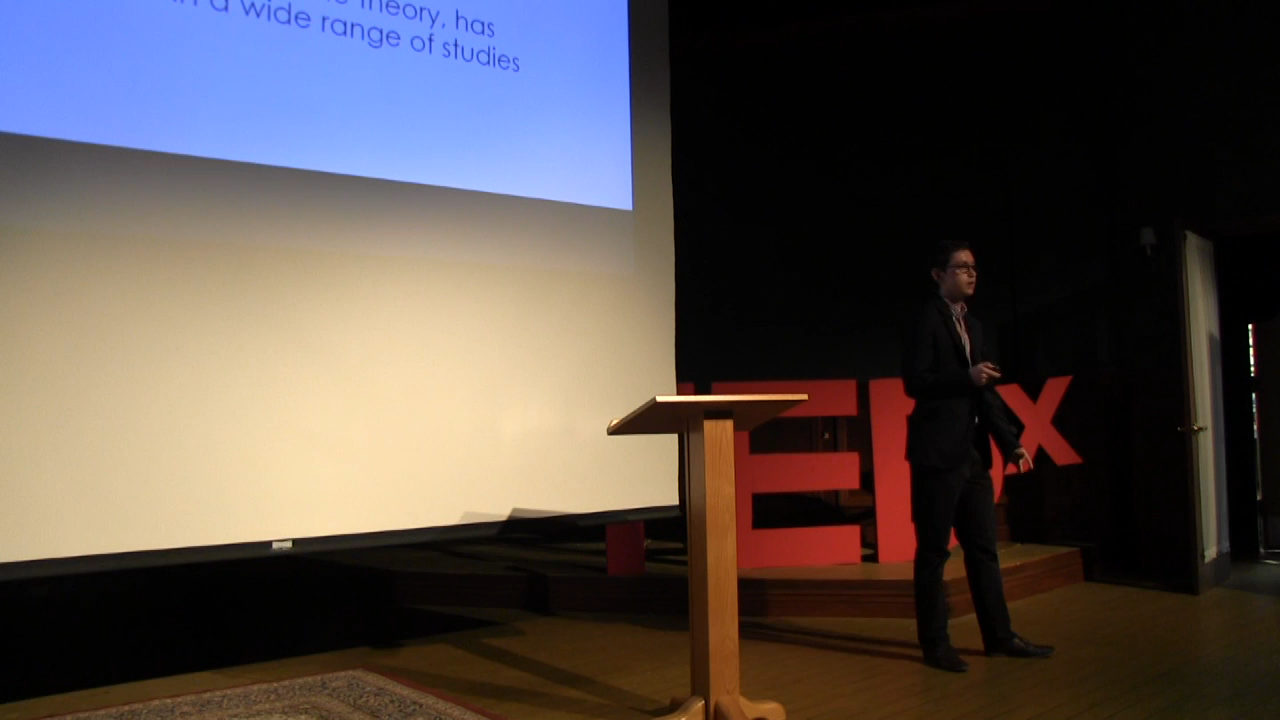 theory, has
a wide range of studies
TEDx